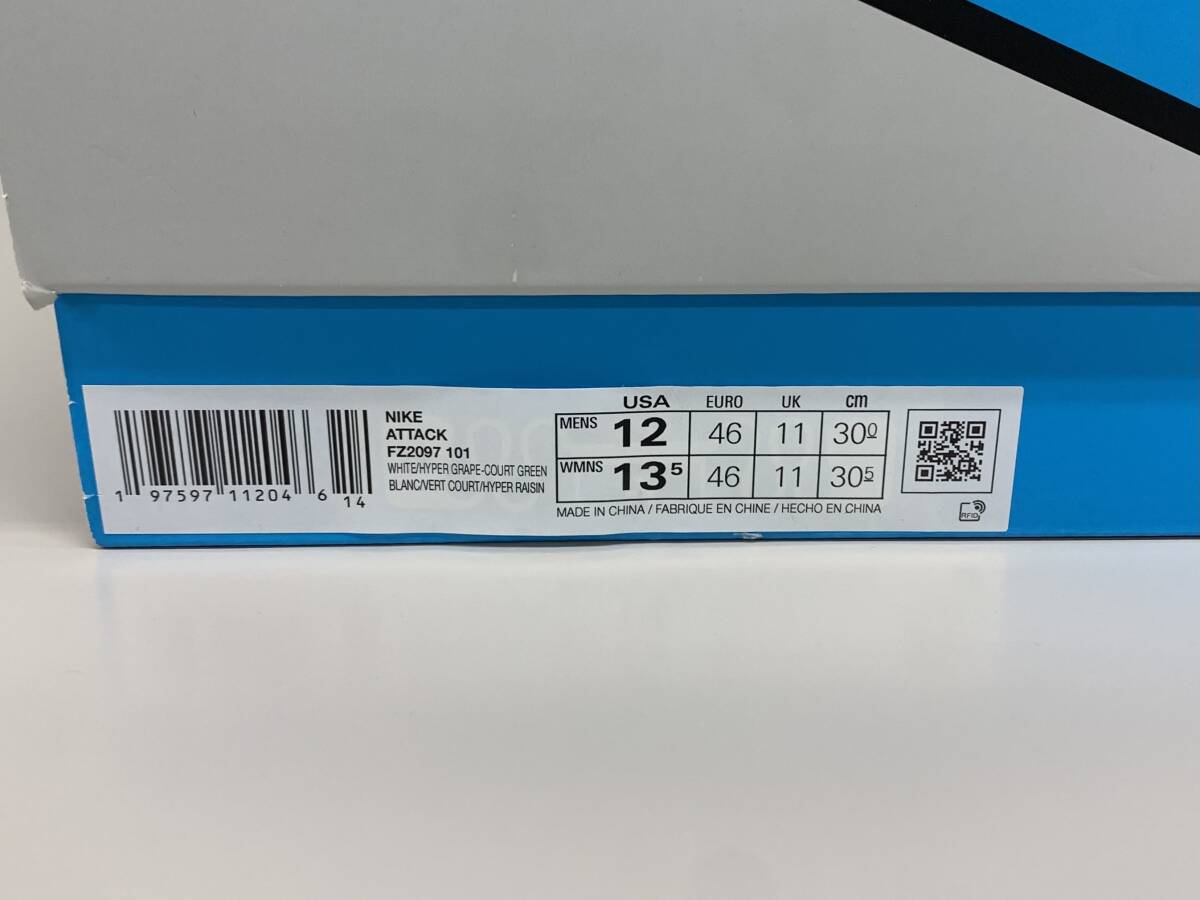 1 97597 11204 6 14
NIKE
ATTACK
FZ2097 101
WHITE/HYPER GRAPE-COURT GREEN
BLANC/VERT COURT/HYPER RAISIN
USA EURO UK cm
MENS 12 46 11 30 0
WMNS 13 5 46 11 30 5
MADE IN CHINA / FABRIQUE EN CHINE / HECHO EN CHINA
RFID